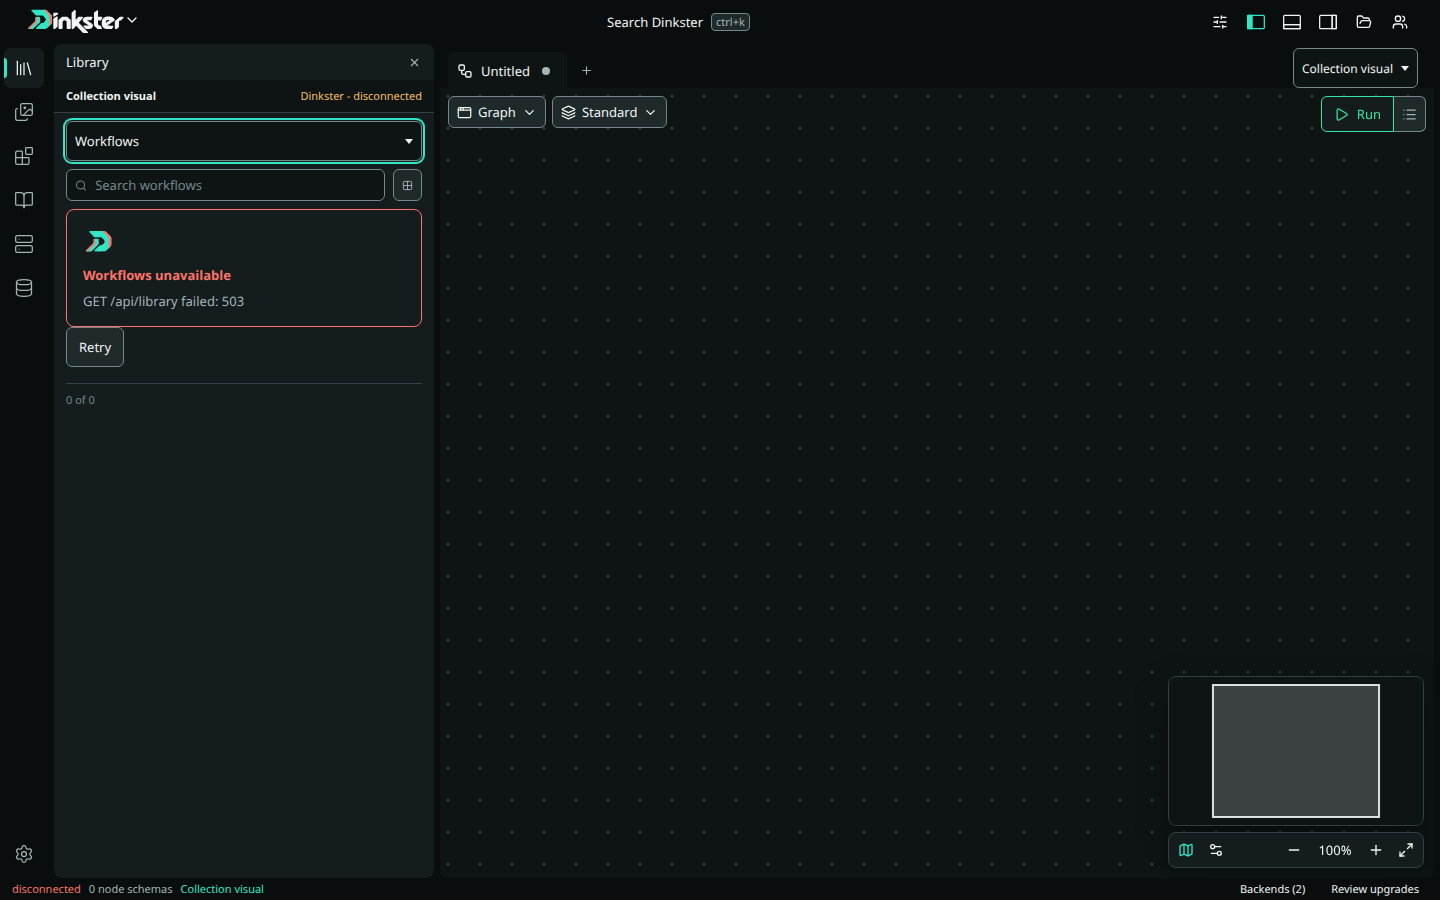 Dinkster
Search Dinkster ctrl+k
Library
Collection visual
Dinkster - disconnected
Workflows
Search workflows
Workflows unavailable
GET /api/library failed: 503
Retry
0 of 0
Untitled
Collection visual
Graph
Standard
Run
100%
disconnected 0 node schemas Collection visual
Backends (2) Review upgrades